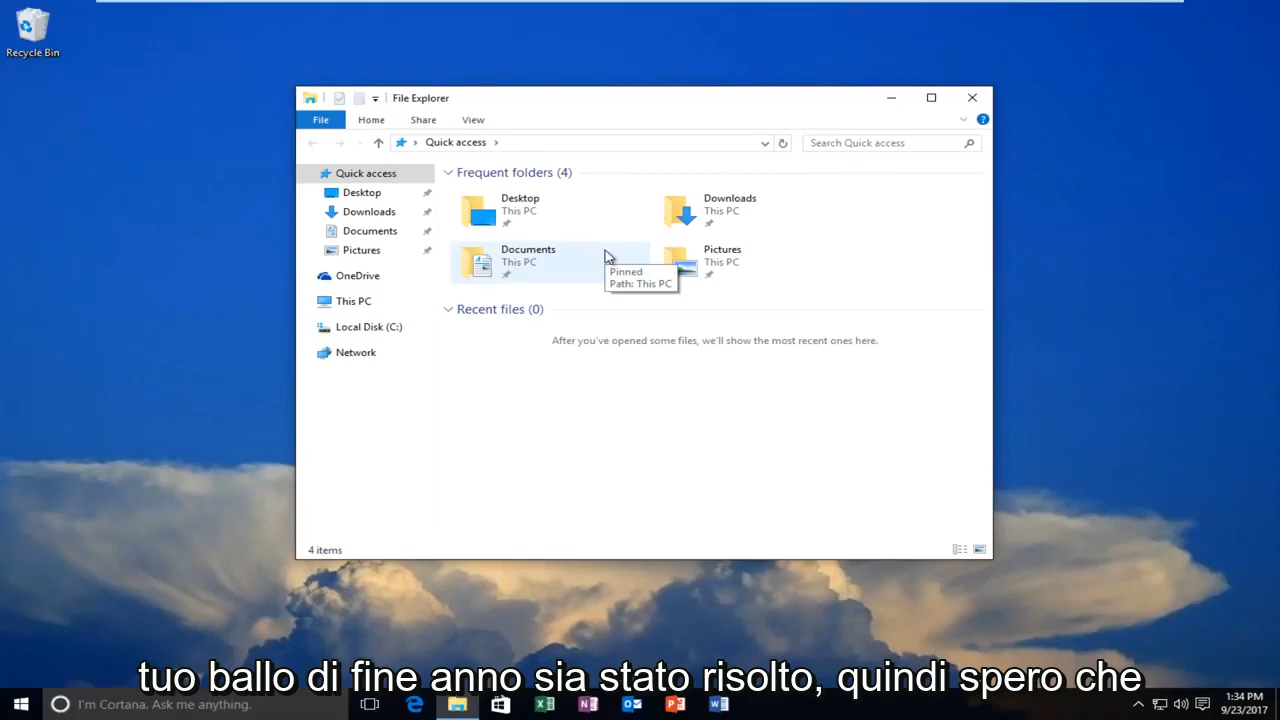 Recycle Bin
File Explorer
File Home Share View
Quick access
Search Quick access
Quick access
Desktop
Downloads
Documents
Pictures
OneDrive
This PC
Local Disk (C:)
Network
Frequent folders (4)
Desktop
This PC
Downloads
This PC
Documents
This PC
Pictures
This PC
Pinned
Path: This PC
Recent files (0)
After you've opened some files, we'll show the most recent ones here.
4 items
tuo ballo di fine anno sia stato risolto, quindi spero che
I'm Cortana. Ask me anything.
1:34 PM
9/23/2017